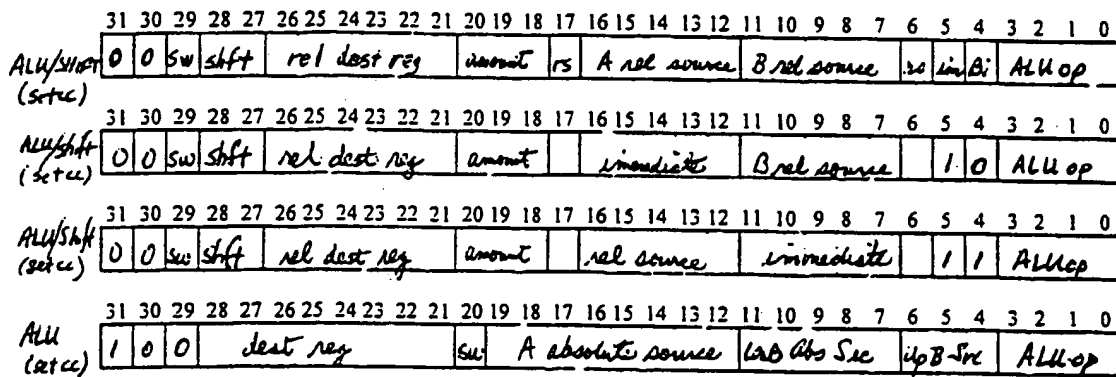 31 30 29 28 27 26 25 24 23 22 21 20 19 18 17 16 15 14 13 12 11 10 9 8 7 6 5 4 3 2 1 0
ALU/Shift 0 0 sw shft rel dest reg amount rs A rel source B rel source rs im Bi ALU op
(setcc)
31 30 29 28 27 26 25 24 23 22 21 20 19 18 17 16 15 14 13 12 11 10 9 8 7 6 5 4 3 2 1 0
ALU/shft 0 0 sw shft rel dest reg amount immediate B rel source 1 0 ALU op
(setcc)
31 30 29 28 27 26 25 24 23 22 21 20 19 18 17 16 15 14 13 12 11 10 9 8 7 6 5 4 3 2 1 0
ALU/Shft 0 0 sw shft rel dest reg amount rel source immediate 1 1 ALU op
(setcc)
31 30 29 28 27 26 25 24 23 22 21 20 19 18 17 16 15 14 13 12 11 10 9 8 7 6 5 4 3 2 1 0
ALU 1 0 0 dest reg sw A absolute source Abs Src B Src ALU op
(setcc)